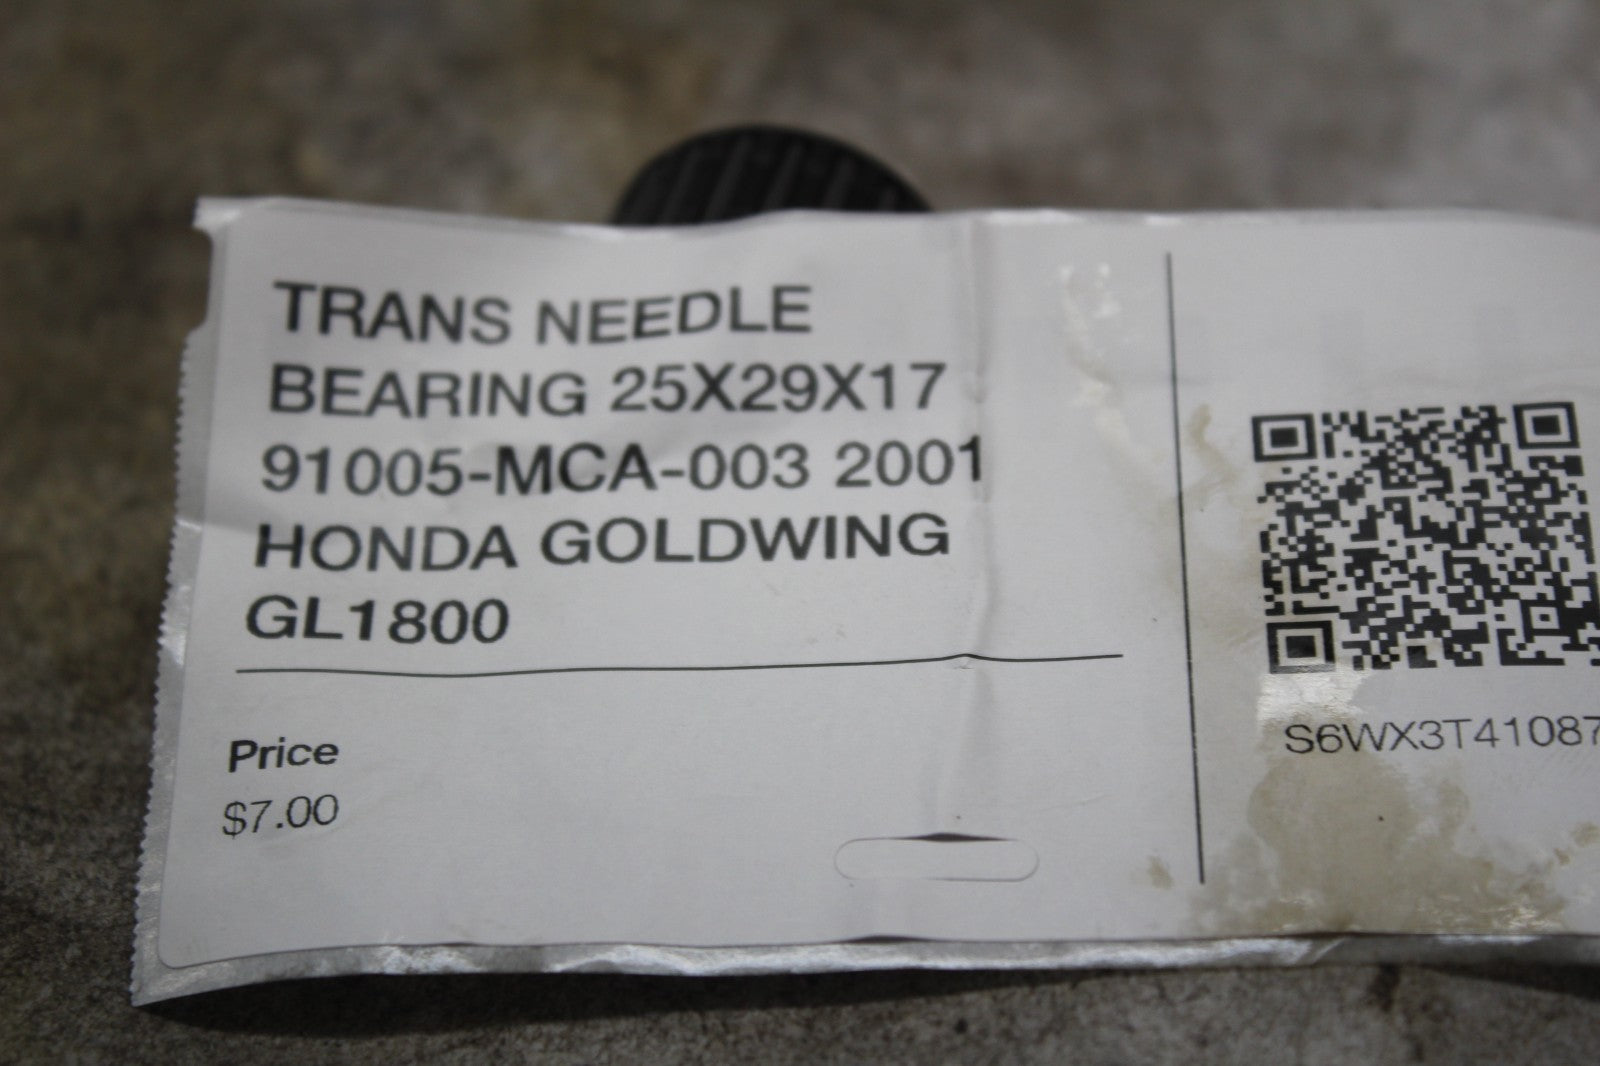 TRANS NEEDLE
BEARING 25X29X17
91005-MCA-003 2001
HONDA GOLDWING
GL1800
Price
$7.00
S6WX3T41087